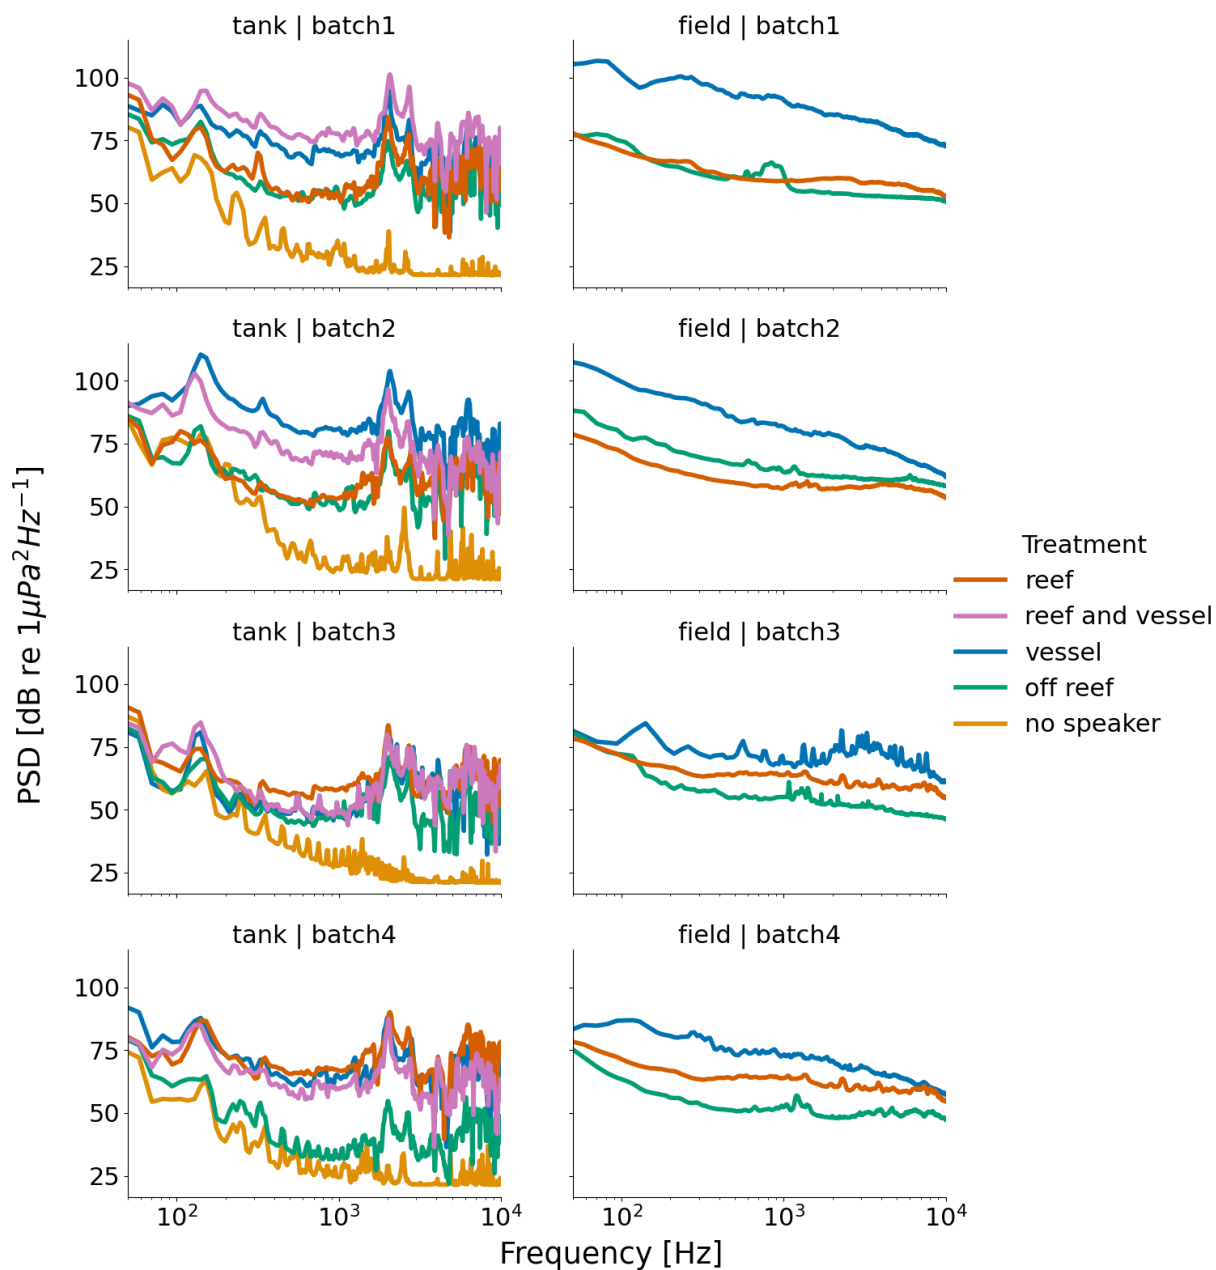 tank | batch1
field | batch1
100
75
50
25
tank | batch2
field | batch2
100
75
50
25
PSD [dB re 1μPa²Hz⁻¹]
Treatment
reef
reef and vessel
vessel
off reef
no speaker
tank | batch3
field | batch3
100
75
50
25
tank | batch4
field | batch4
100
75
50
25
10² 10³ 10⁴ 10² 10³ 10⁴
Frequency [Hz]